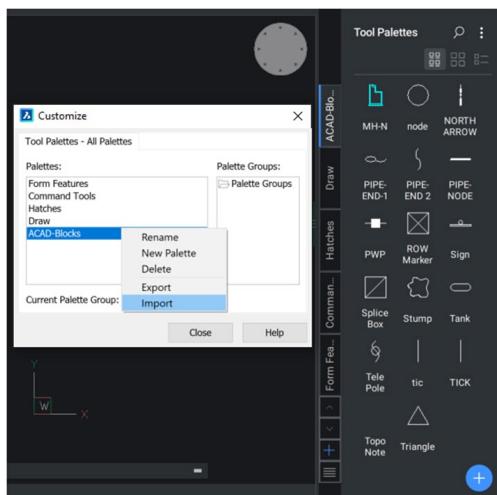 Tool Palettes
Customize
Tool Palettes - All Palettes
Palettes:
Palette Groups:
Form Features
Command Tools
Hatches
Draw
ACAD-Blocks
Palette Groups
Rename
New Palette
Delete
Export
Import
Current Palette Group:
Close
Help
Y
W
X
ACAD-Blo...
Draw
Hatches
Comman...
Form Fea...
MH-N
node
NORTH
ARROW
PIPE-
END-1
PIPE-
END 2
PIPE-
NODE
PWP
ROW
Marker
Sign
Splice
Box
Stump
Tank
Tele
Pole
tic
TICK
Topo
Note
Triangle